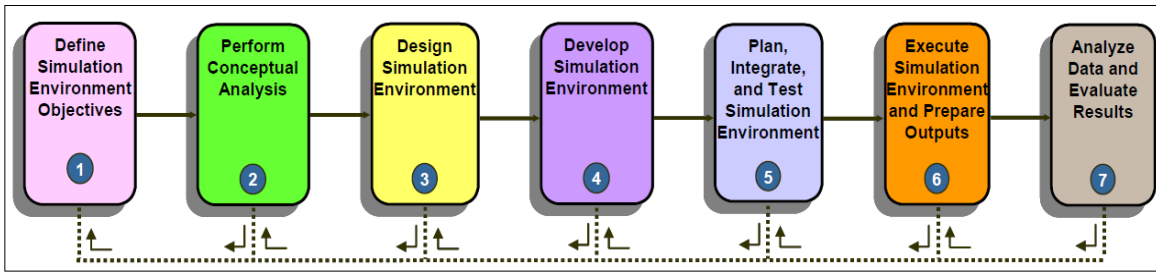 Define
Simulation
Environment
Objectives
1
Perform
Conceptual
Analysis
2
Design
Simulation
Environment
3
Develop
Simulation
Environment
4
Plan,
Integrate,
and Test
Simulation
Environment
5
Execute
Simulation
Environment
and Prepare
Outputs
6
Analyze
Data and
Evaluate
Results
7